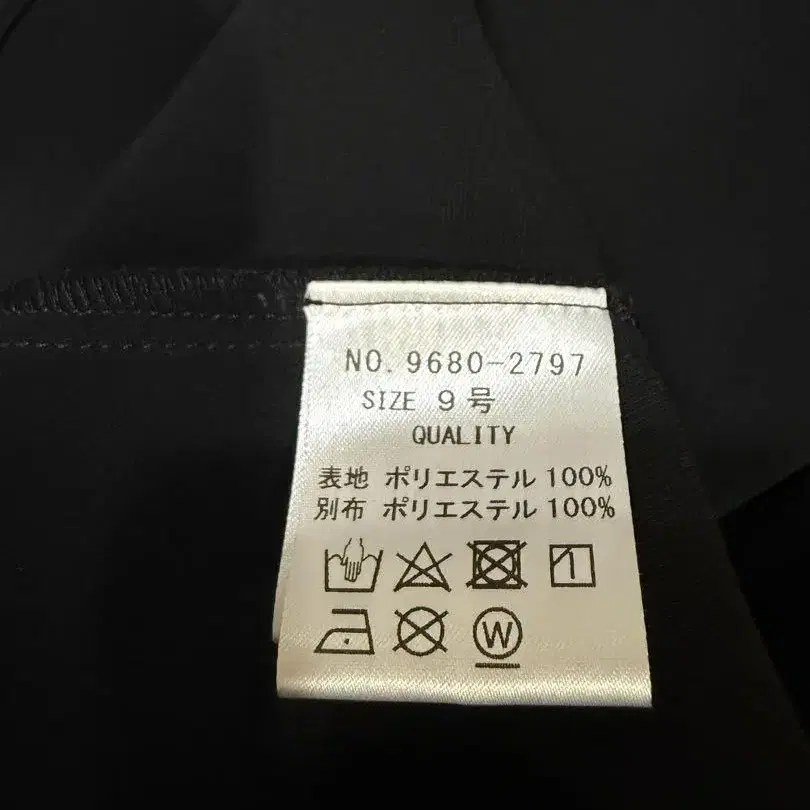 NO. 9680-2797
SIZE 9号
QUALITY
表地 ポリエステル 100%
別布 ポリエステル 100%
W